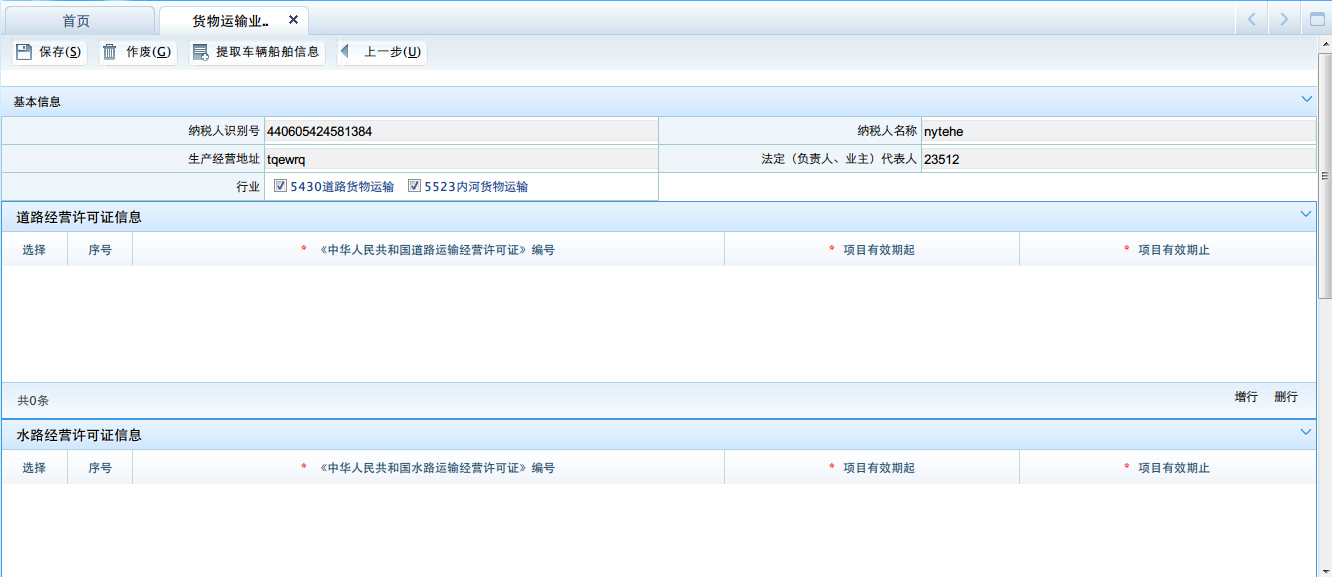 首页 货物运输业..
保存(S) 作废(G) 提取车辆船舶信息 上一步(U)
基本信息
纳税人识别号 440605424581384 纳税人名称 nytehe
生产经营地址 tqewrq 法定（负责人、业主）代表人 23512
行业 5430道路货物运输 5523内河货物运输
道路经营许可证信息
选择 序号 * 《中华人民共和国道路运输经营许可证》编号 * 项目有效期起 * 项目有效期止
共0条 增行 删行
水路经营许可证信息
选择 序号 * 《中华人民共和国水路运输经营许可证》编号 * 项目有效期起 * 项目有效期止